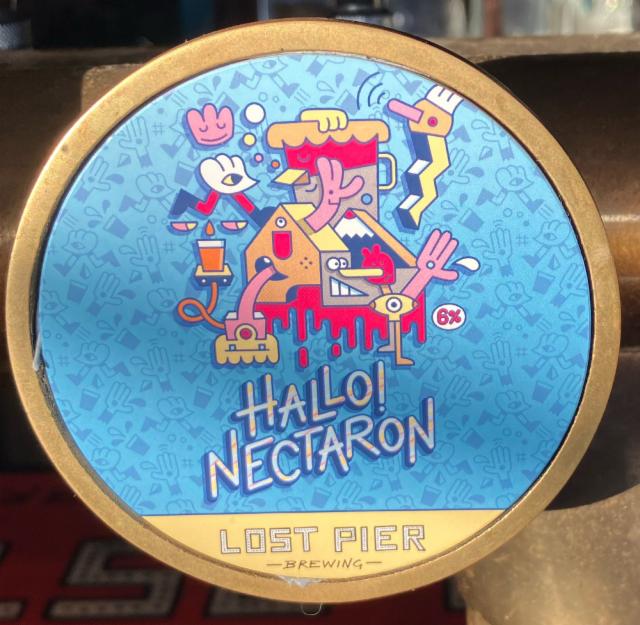 6%
HALLO!
NECTARON
LOST PIER
BREWING